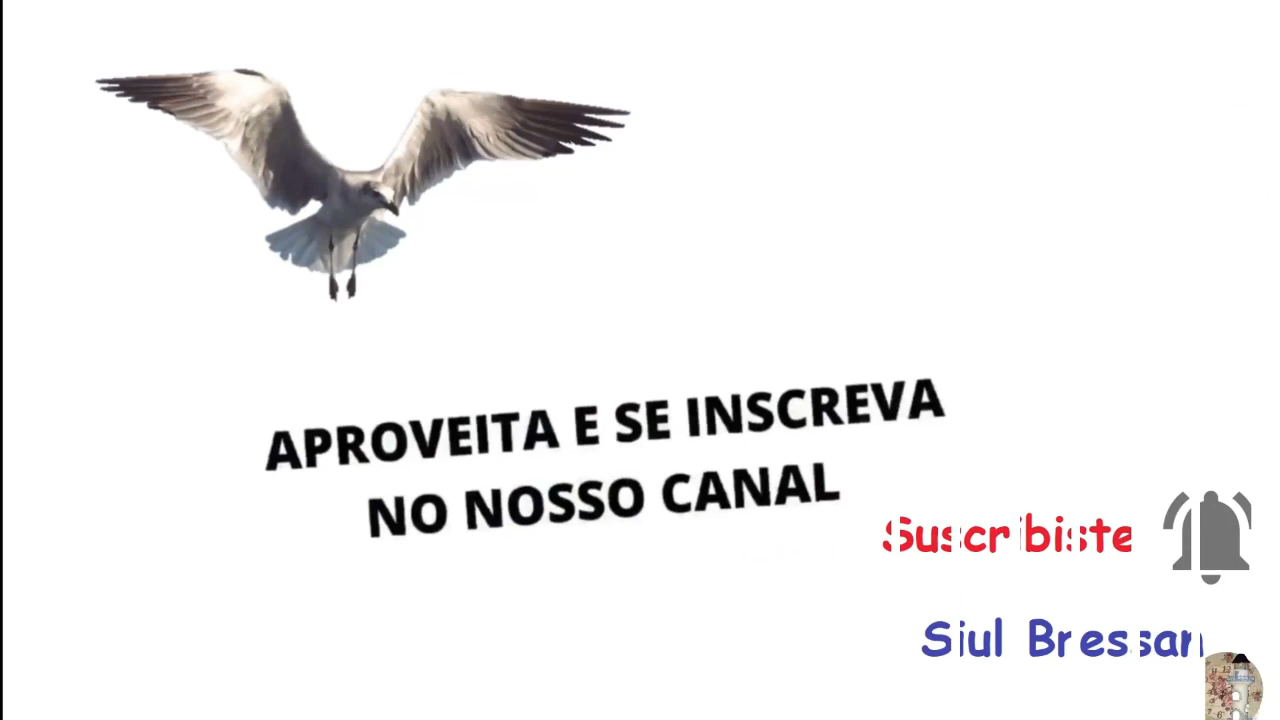 APROVEITA E SE INSCREVA
NO NOSSO CANAL
Suscribiste
Siul Bressan